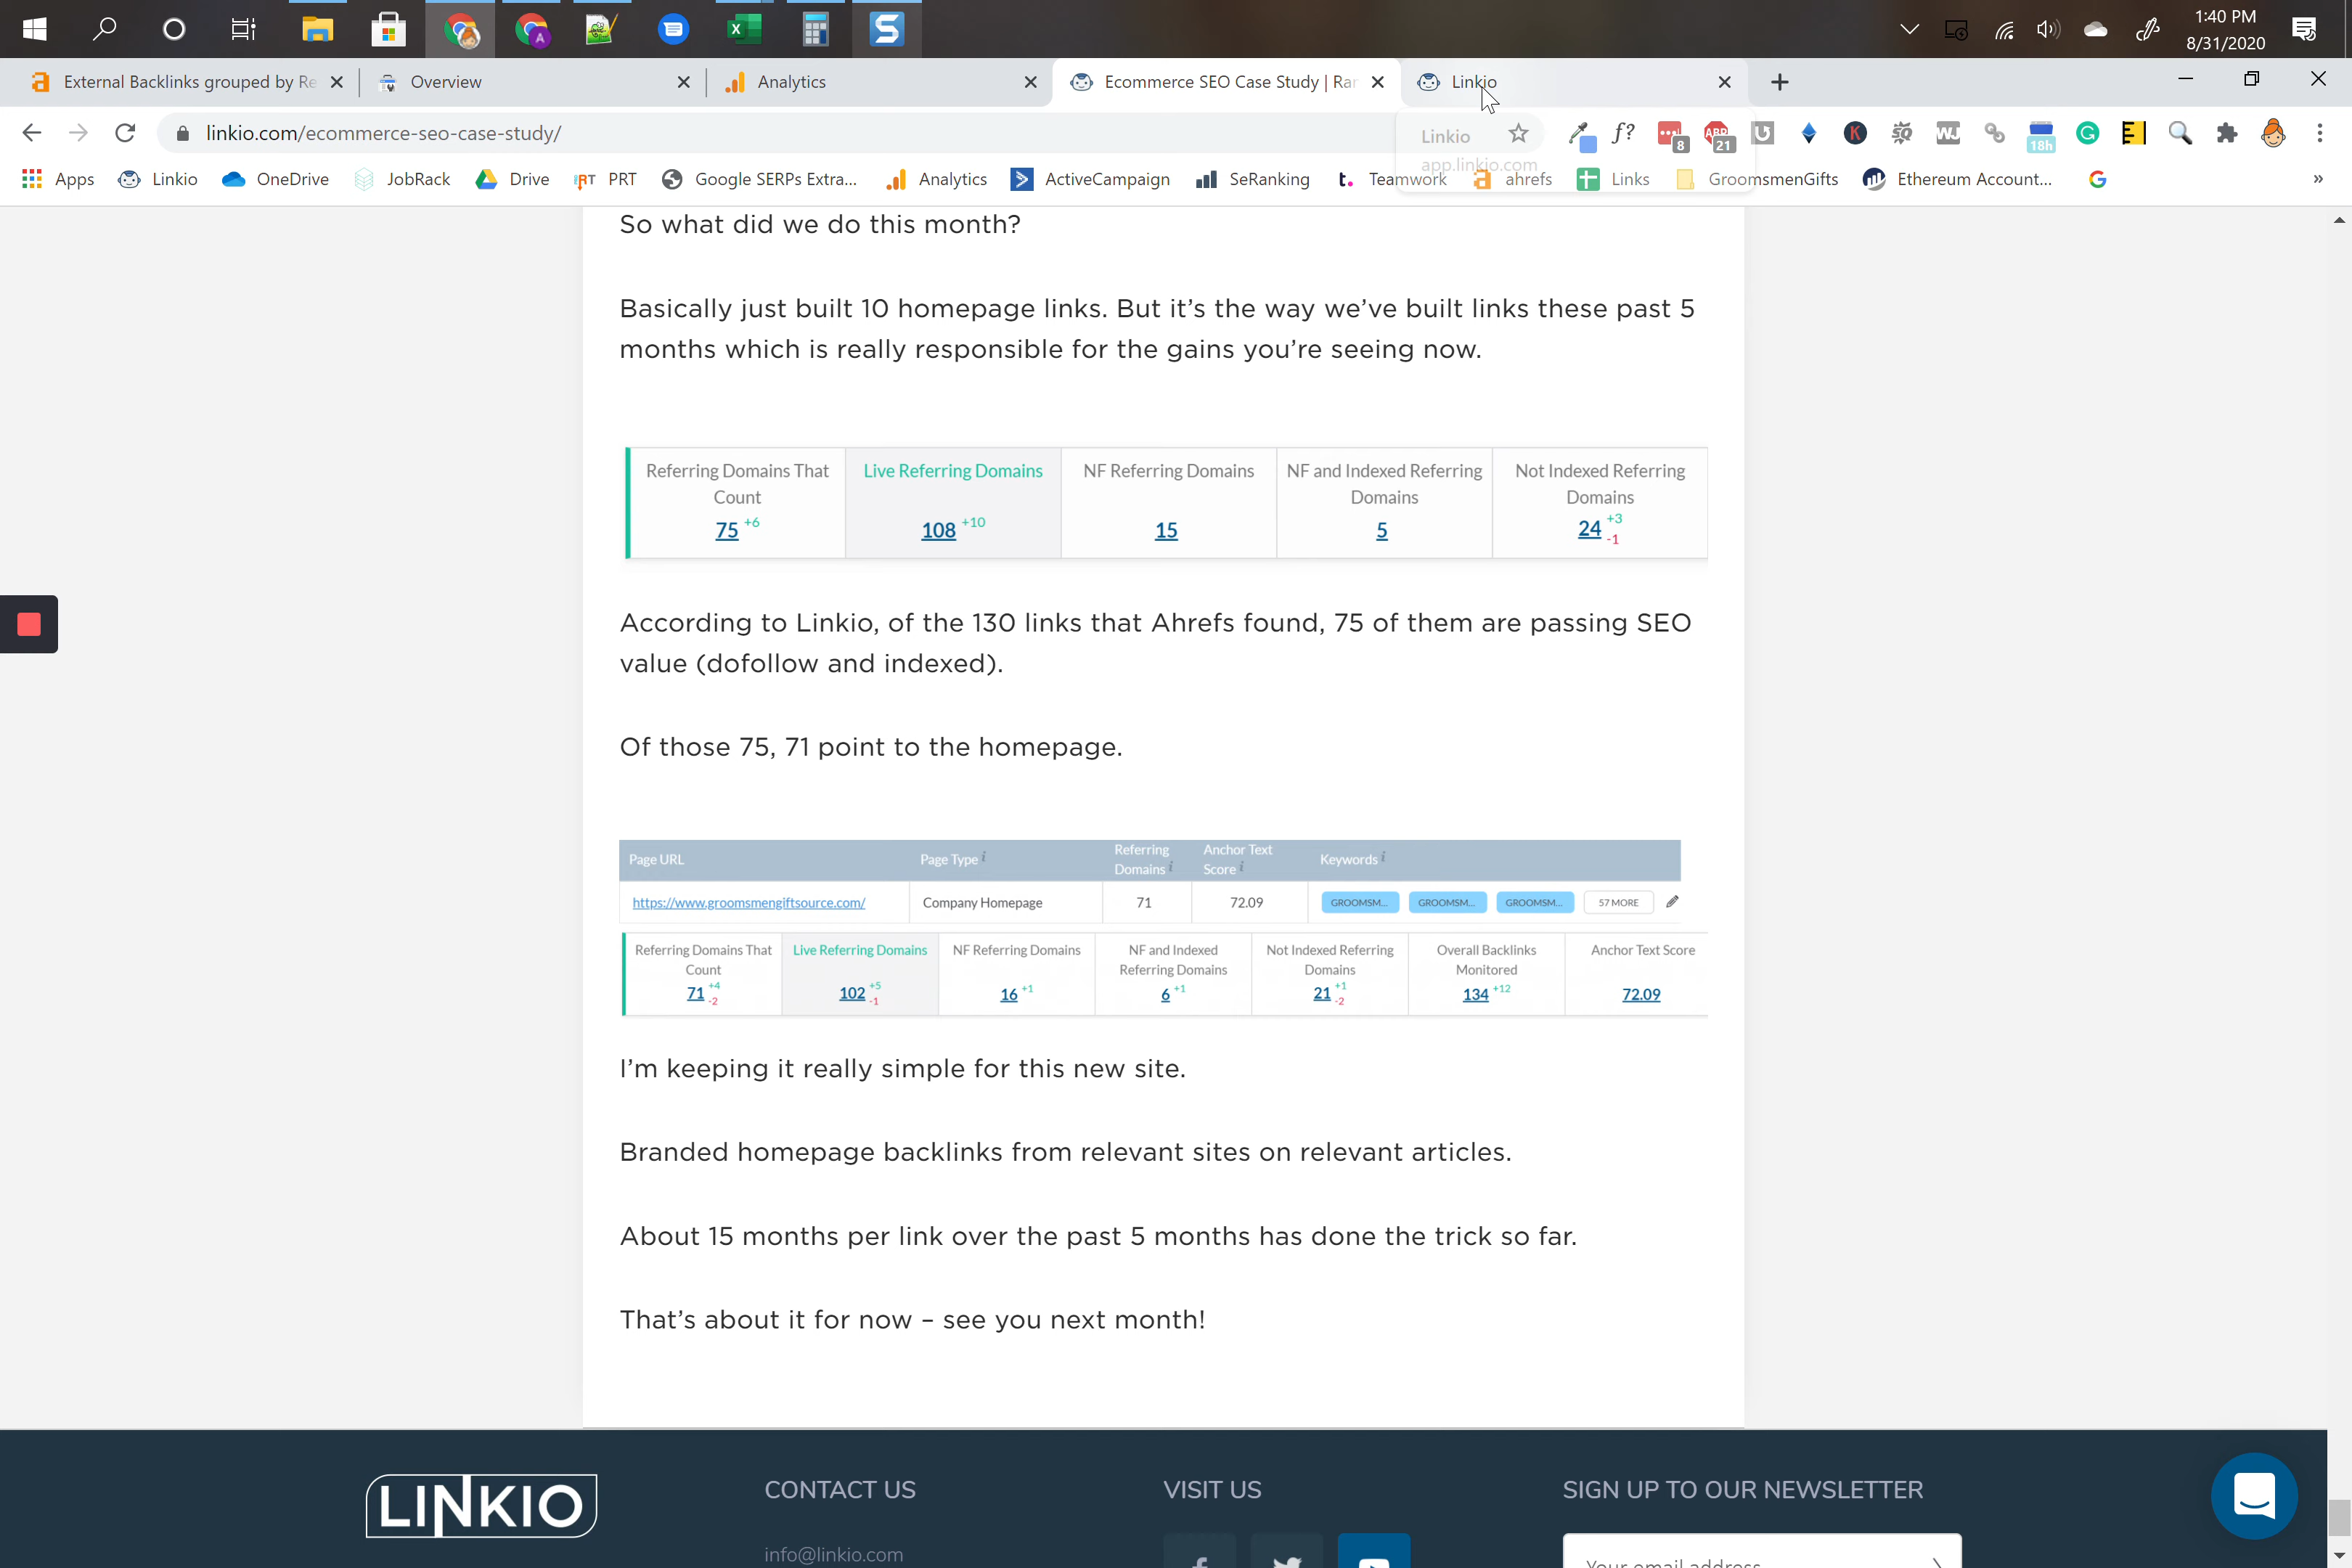 1:40 PM
8/31/2020
External Backlinks grouped by Re
Overview
Analytics
Ecommerce SEO Case Study | Ran
Linkio
linkio.com/ecommerce-seo-case-study/
Linkio
app.linkio.com
f?
8
ABP
21
K
SQ
WJ
18h
G
Apps
Linkio
OneDrive
JobRack
Drive
PRT
Google SERPs Extra...
Analytics
ActiveCampaign
SeRanking
Teamwork
ahrefs
Links
GroomsmenGifts
Ethereum Account...
»
So what did we do this month?
Basically just built 10 homepage links. But it's the way we've built links these past 5
months which is really responsible for the gains you're seeing now.
Referring Domains That Count
75 +6
Live Referring Domains
108 +10
NF Referring Domains
15
NF and Indexed Referring Domains
5
Not Indexed Referring Domains
24 +3 -1
According to Linkio, of the 130 links that Ahrefs found, 75 of them are passing SEO
value (dofollow and indexed).
Of those 75, 71 point to the homepage.
Page URL Page Type i Referring Domains i Anchor Text Score i Keywords i
https://www.groomsmengiftsource.com/ Company Homepage 71 72.09 GROOMSM... GROOMSM... GROOMSM... 57 MORE
Referring Domains That Count
71 +4 -2
Live Referring Domains
102 +5 -1
NF Referring Domains
16 +1
NF and Indexed Referring Domains
6 +1
Not Indexed Referring Domains
21 +1 -2
Overall Backlinks Monitored
134 +12
Anchor Text Score
72.09
I'm keeping it really simple for this new site.
Branded homepage backlinks from relevant sites on relevant articles.
About 15 months per link over the past 5 months has done the trick so far.
That's about it for now – see you next month!
LINKIO
CONTACT US
VISIT US
SIGN UP TO OUR NEWSLETTER
info@linkio.com
Your email address